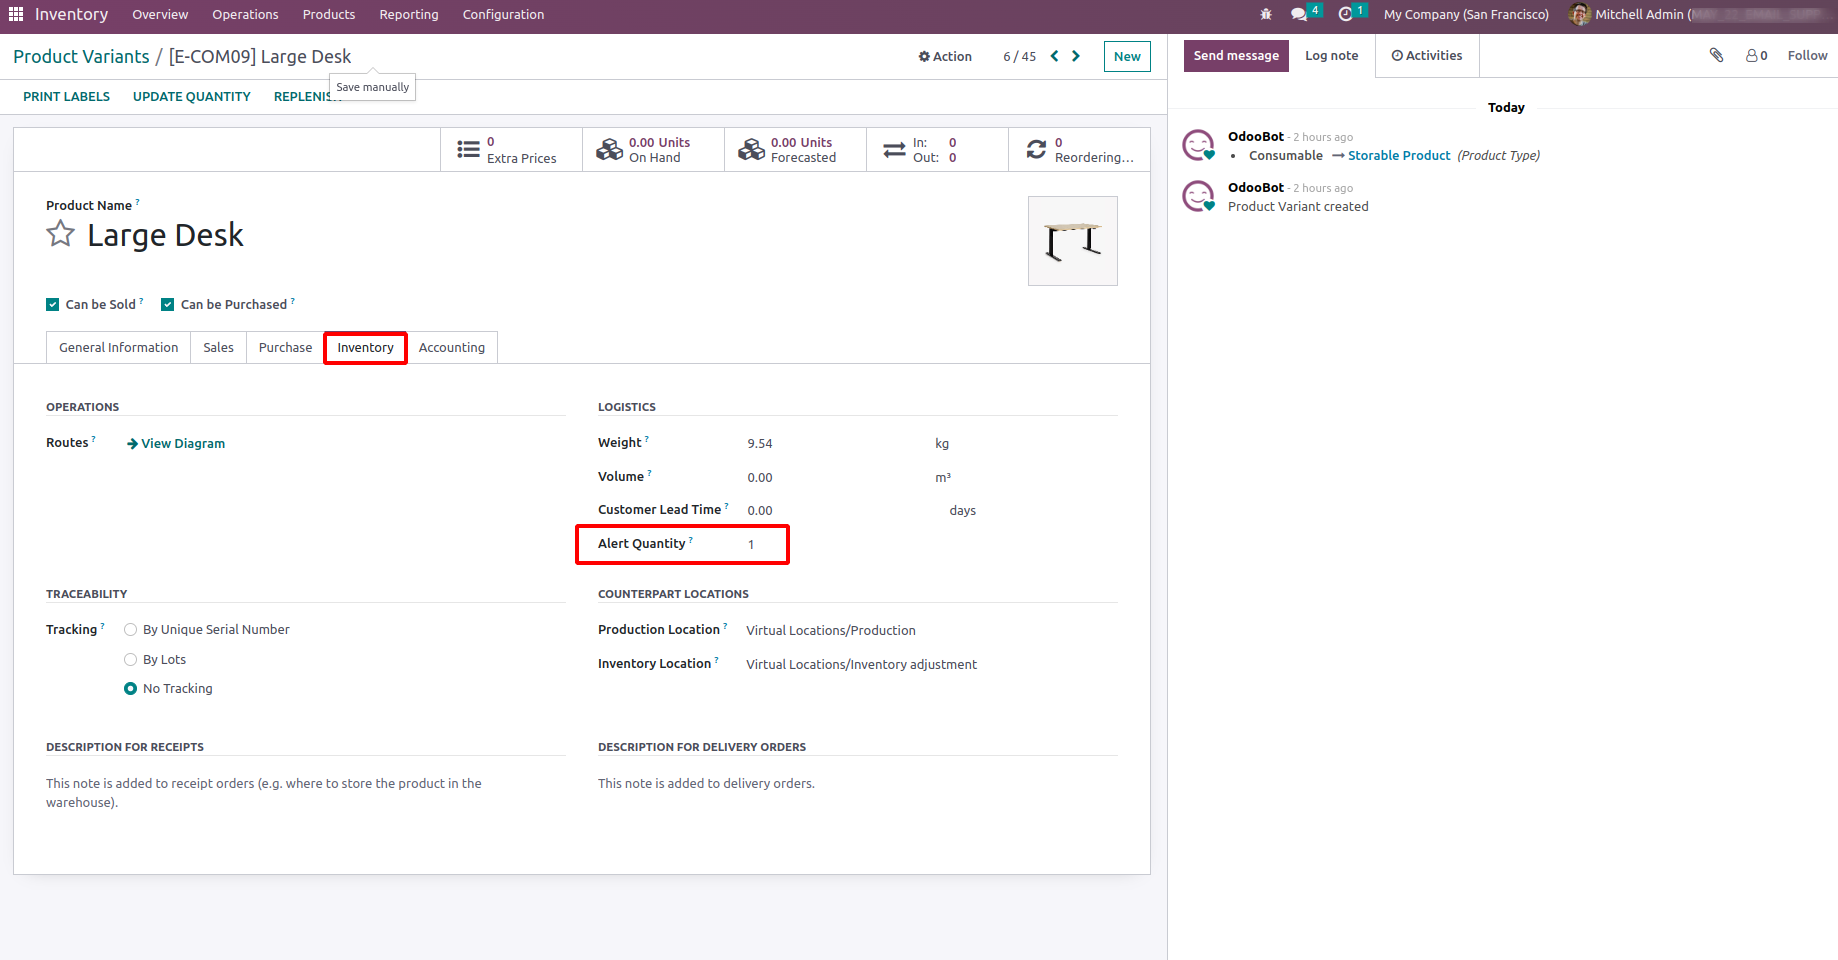 Inventory Overview Operations Products Reporting Configuration 4 1 My Company (San Francisco) Mitchell Admin (
Product Variants / [E-COM09] Large Desk Action 6 / 45 New
Save manually
PRINT LABELS UPDATE QUANTITY REPLENIS
0 Extra Prices
0.00 Units On Hand
0.00 Units Forecasted
In: 0
Out: 0
0 Reordering...
Product Name ?
Large Desk
Can be Sold ? Can be Purchased ?
General Information Sales Purchase Inventory Accounting
OPERATIONS
Routes ? View Diagram
LOGISTICS
Weight ? 9.54 kg
Volume ? 0.00 m³
Customer Lead Time ? 0.00 days
Alert Quantity ? 1
TRACEABILITY
Tracking ? By Unique Serial Number
By Lots
No Tracking
COUNTERPART LOCATIONS
Production Location ? Virtual Locations/Production
Inventory Location ? Virtual Locations/Inventory adjustment
DESCRIPTION FOR RECEIPTS
This note is added to receipt orders (e.g. where to store the product in the
warehouse).
DESCRIPTION FOR DELIVERY ORDERS
This note is added to delivery orders.
Send message Log note Activities 0 Follow
Today
OdooBot - 2 hours ago
• Consumable → Storable Product (Product Type)
OdooBot - 2 hours ago
Product Variant created